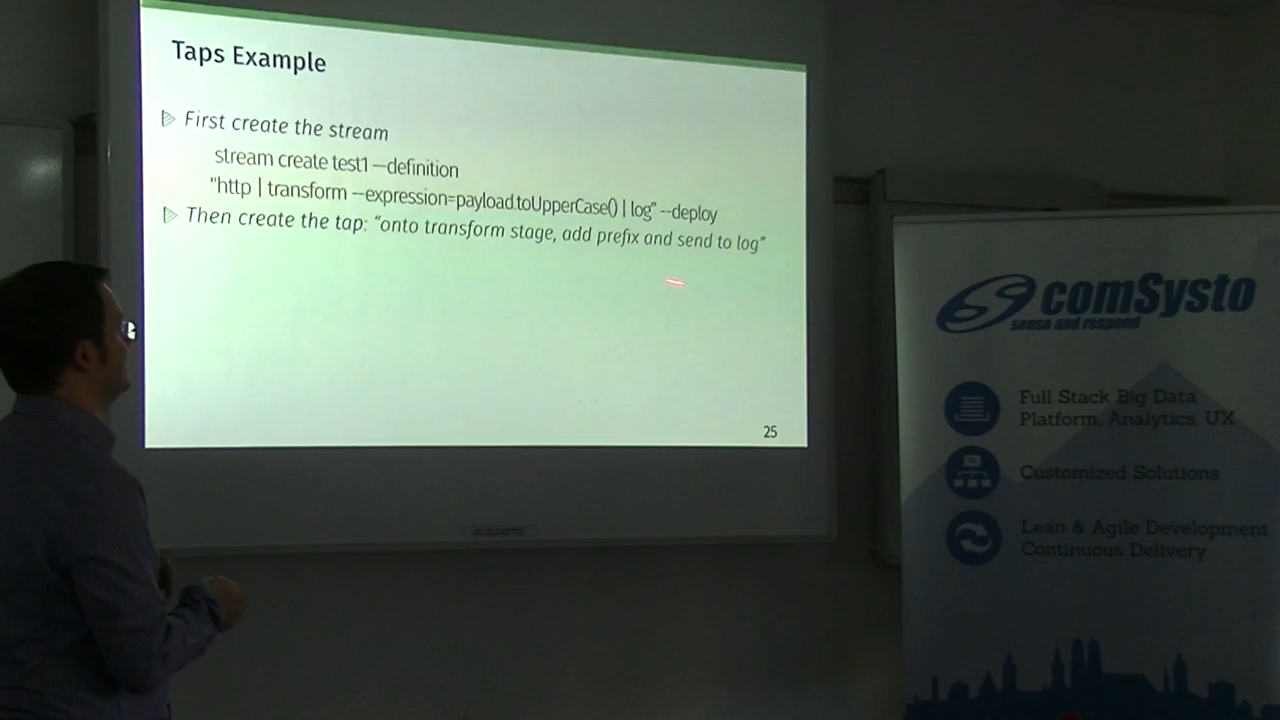 Taps Example
First create the stream
stream create test1 –definition
"http | transform --expression=payload.toUpperCase() | log" --deploy
Then create the tap: “onto transform stage, add prefix and send to log”
25
comSysto
sense and respond
Full Stack Big Data
Platform, Analytics, UX
Customized Solutions
Lean & Agile Development
Continuous Delivery